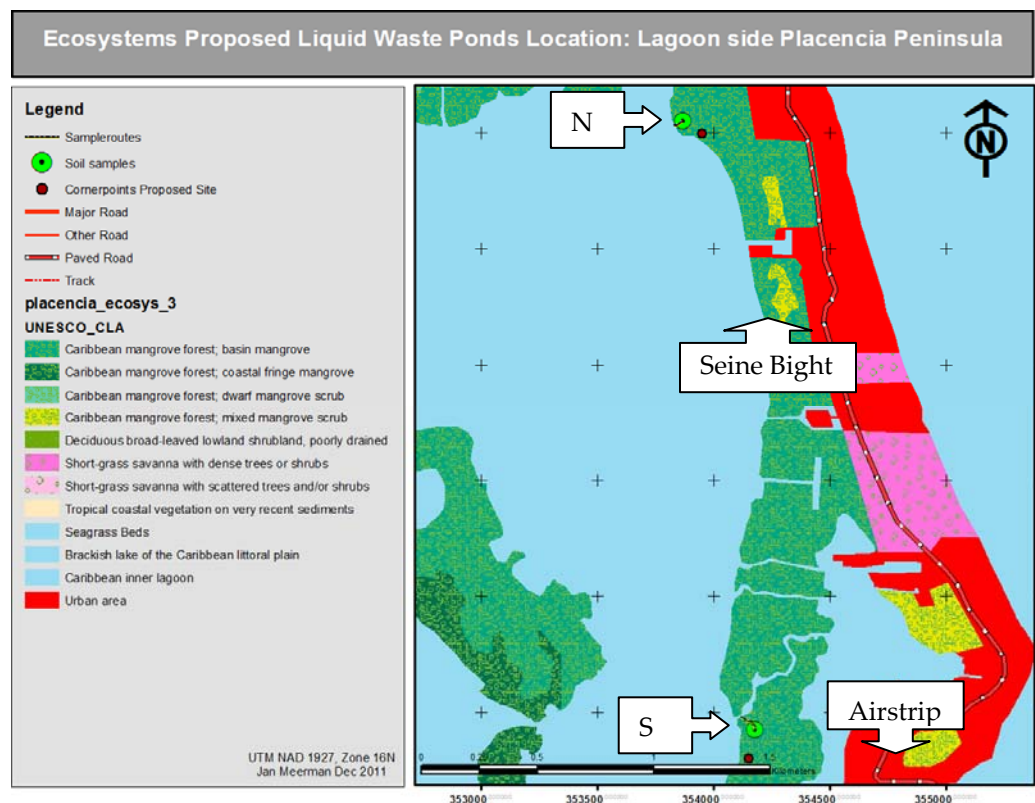 Ecosystems Proposed Liquid Waste Ponds Location: Lagoon side Placencia Peninsula
Legend
Sampleroutes
Soil samples
Cornerpoints Proposed Site
Major Road
Other Road
Paved Road
Track
placencia_ecosys_3
UNESCO_CLA
Caribbean mangrove forest; basin mangrove
Caribbean mangrove forest; coastal fringe mangrove
Caribbean mangrove forest; dwarf mangrove scrub
Caribbean mangrove forest; mixed mangrove scrub
Deciduous broad-leaved lowland shrubland, poorly drained
Short-grass savanna with dense trees or shrubs
Short-grass savanna with scattered trees and/or shrubs
Tropical coastal vegetation on very recent sediments
Seagrass Beds
Brackish lake of the Caribbean littoral plain
Caribbean inner lagoon
Urban area
UTM NAD 1927, Zone 16N
Jan Meerman Dec 2011
N
N
Seine Bight
S
Airstrip
0 0.25 0.5 1 1.5
Kilometers
353000 353500 354000 354500 355000